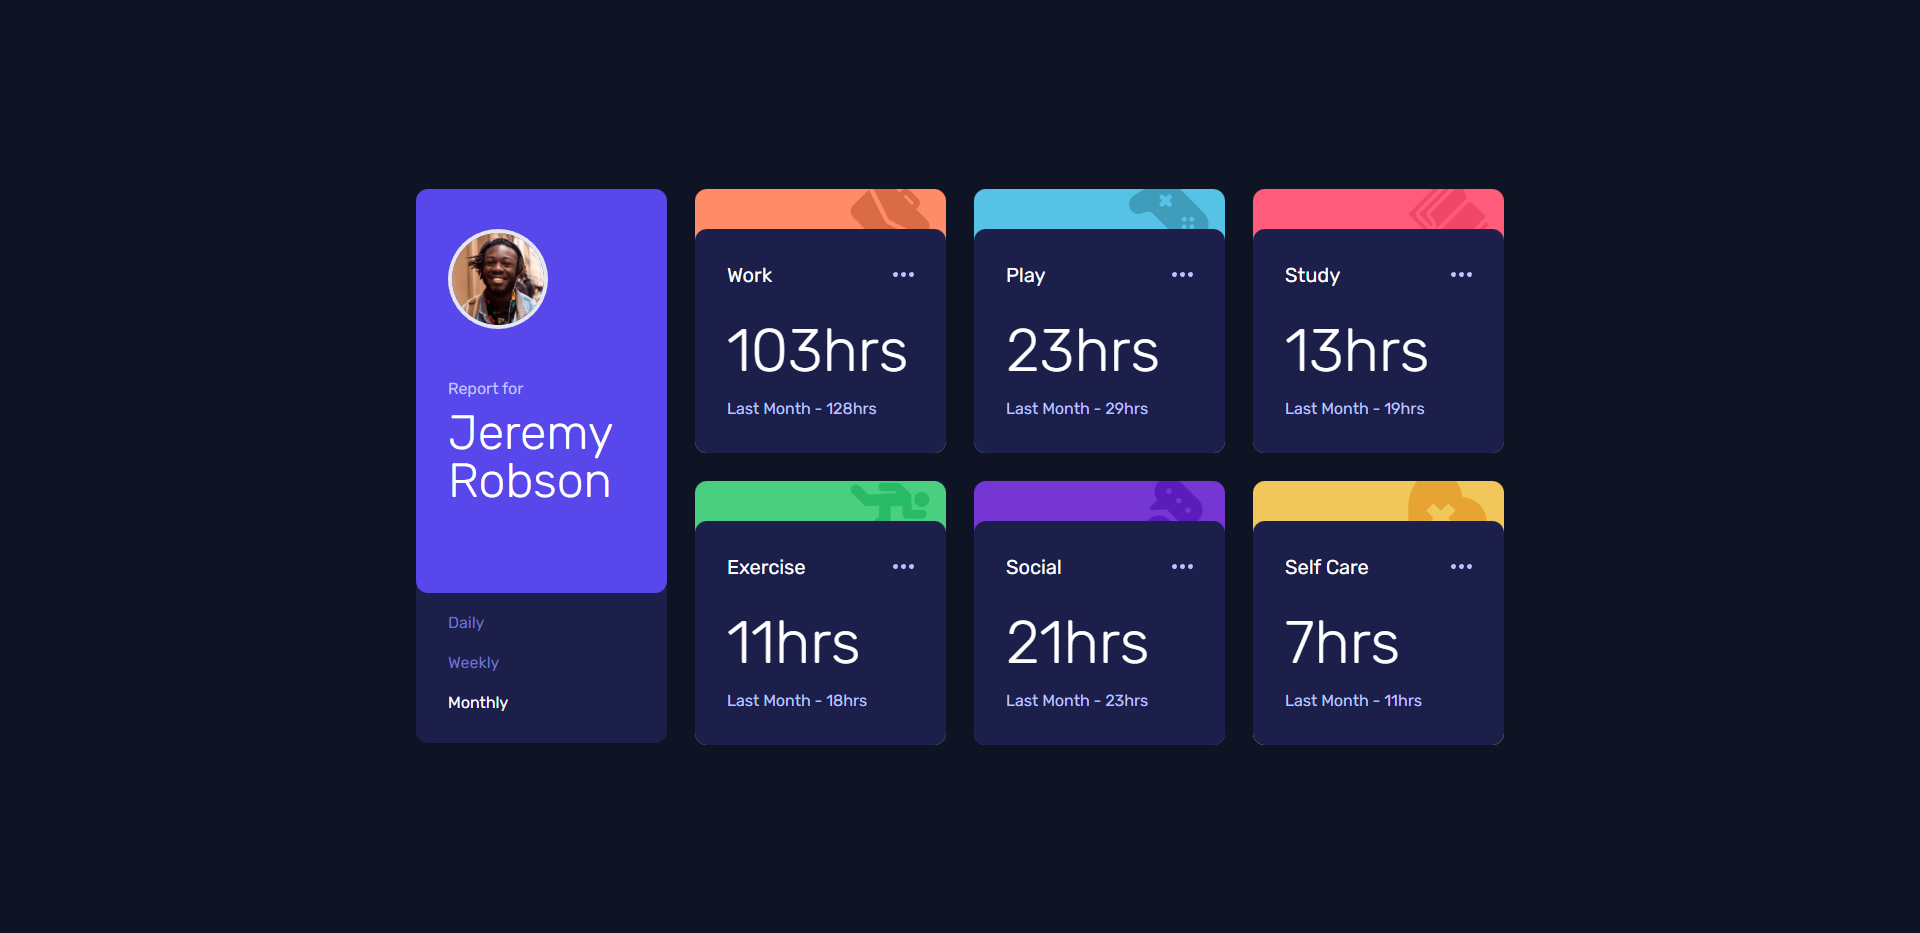 Report for
Jeremy
Robson
Daily
Weekly
Monthly
Work
103hrs
Last Month - 128hrs
Play
23hrs
Last Month - 29hrs
Study
13hrs
Last Month - 19hrs
Exercise
11hrs
Last Month - 18hrs
Social
21hrs
Last Month - 23hrs
Self Care
7hrs
Last Month - 11hrs